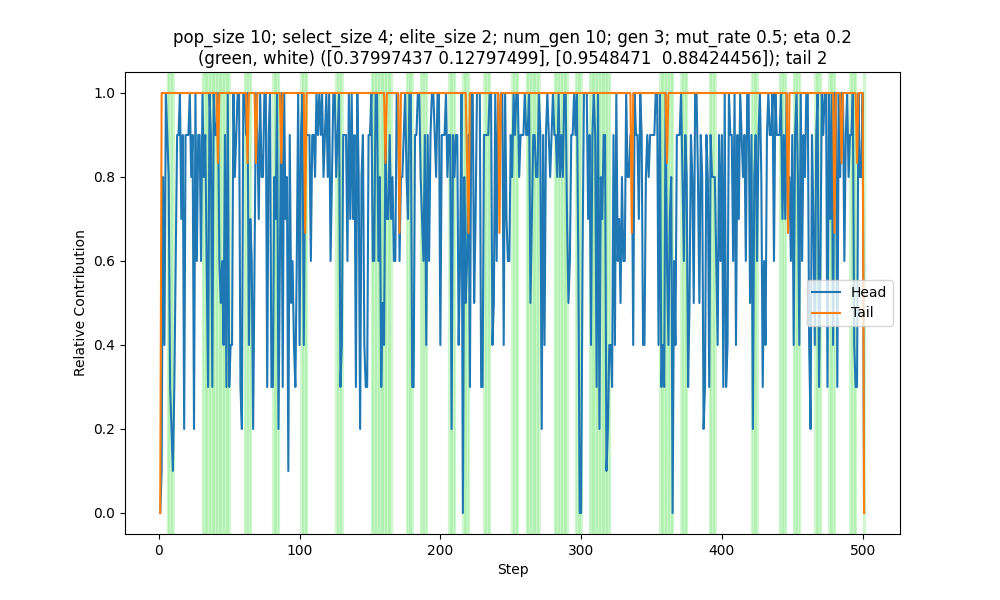 pop_size 10; select_size 4; elite_size 2; num_gen 10; gen 3; mut_rate 0.5; eta 0.2
(green, white) ([0.37997437 0.12797499], [0.9548471  0.88424456]); tail 2
1.0
0.8
0.6
0.4
0.2
0.0
Relative Contribution
Head
Tail
0
100
200
300
400
500
Step